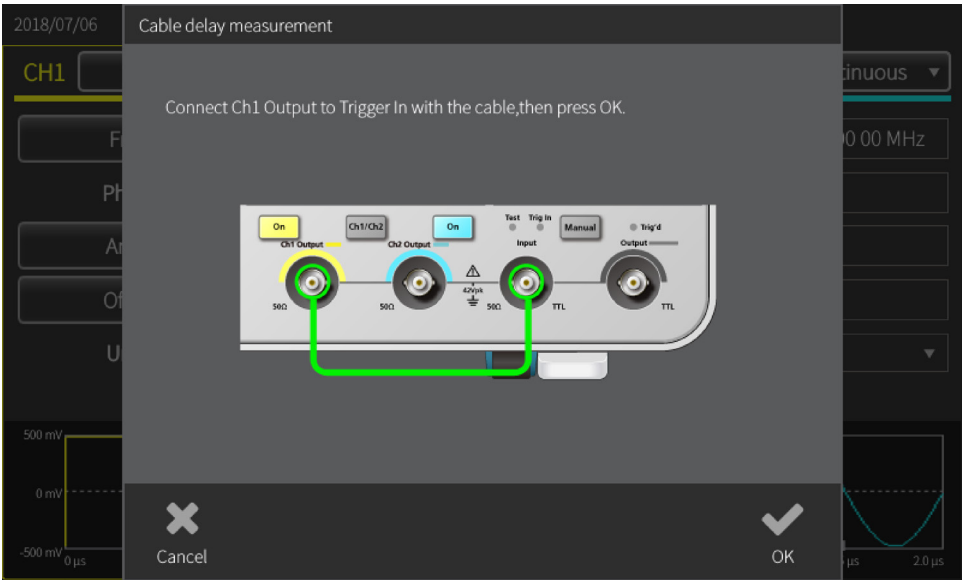 2018/07/06
Cable delay measurement
CH1
tinuous
Connect Ch1 Output to Trigger In with the cable,then press OK.
F
00 00 MHz
Ph
A
Of
U
On
Ch1/Ch2
On
Test Trig In
Manual
Trig'd
Ch1 Output
Ch2 Output
Input
Output
42Vpk
50Ω
50Ω
50Ω
TTL
TTL
500 mV
0 mV
-500 mV
0 µs
µs
2.0 µs
Cancel
OK